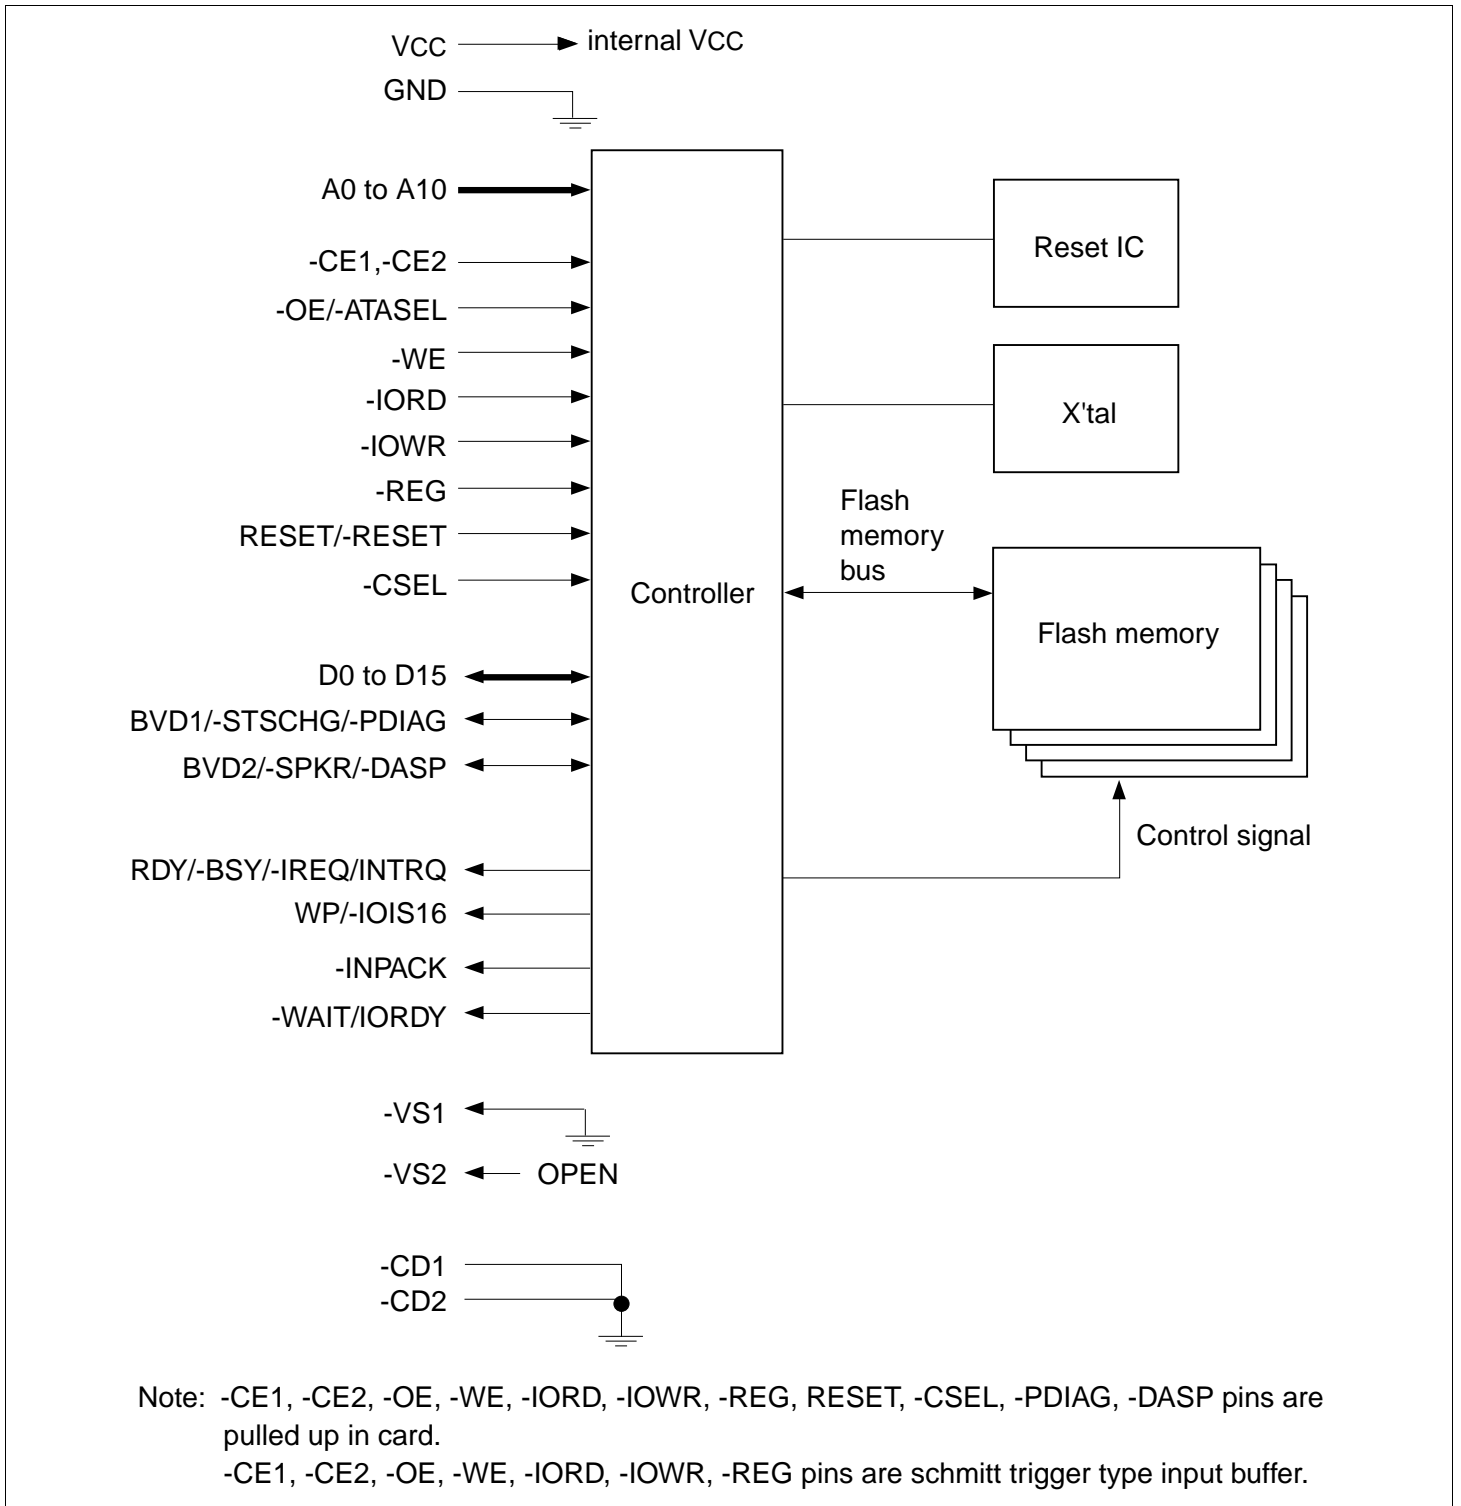 VCC
internal VCC
GND
A0 to A10
-CE1,-CE2
-OE/-ATASEL
-WE
-IORD
-IOWR
-REG
RESET/-RESET
-CSEL
D0 to D15
BVD1/-STSCHG/-PDIAG
BVD2/-SPKR/-DASP
RDY/-BSY/-IREQ/INTRQ
WP/-IOIS16
-INPACK
-WAIT/IORDY
Controller
Reset IC
X'tal
Flash
memory
bus
Flash memory
Control signal
-VS1
-VS2
OPEN
-CD1
-CD2
Note: -CE1, -CE2, -OE, -WE, -IORD, -IOWR, -REG, RESET, -CSEL, -PDIAG, -DASP pins are
pulled up in card.
-CE1, -CE2, -OE, -WE, -IORD, -IOWR, -REG pins are schmitt trigger type input buffer.